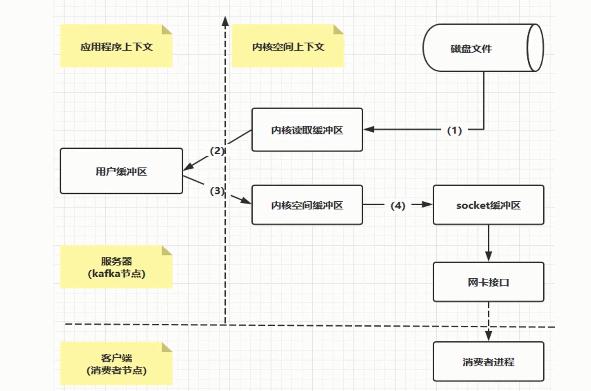 应用程序上下文
内核空间上下文
磁盘文件
内核读取缓冲区
(1)
(2)
用户缓冲区
(3)
内核空间缓冲区
(4)
socket缓冲区
服务器
(kafka节点)
网卡接口
客户端
(消费者节点)
消费者进程